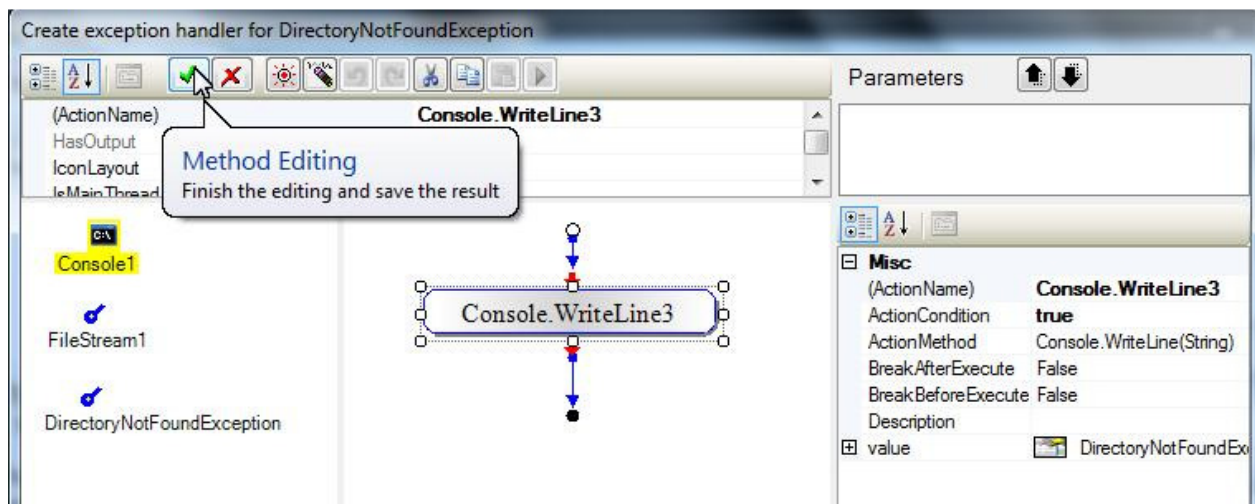 Create exception handler for DirectoryNotFoundException
Parameters
(ActionName) Console.WriteLine3
HasOutput
IconLayout
IsMainThread
Method Editing
Finish the editing and save the result
Console1
FileStream1
DirectoryNotFoundException
Console.WriteLine3
Misc
(ActionName) Console.WriteLine3
ActionCondition true
ActionMethod Console.WriteLine(String)
BreakAfterExecute False
BreakBeforeExecute False
Description
value DirectoryNotFoundEx